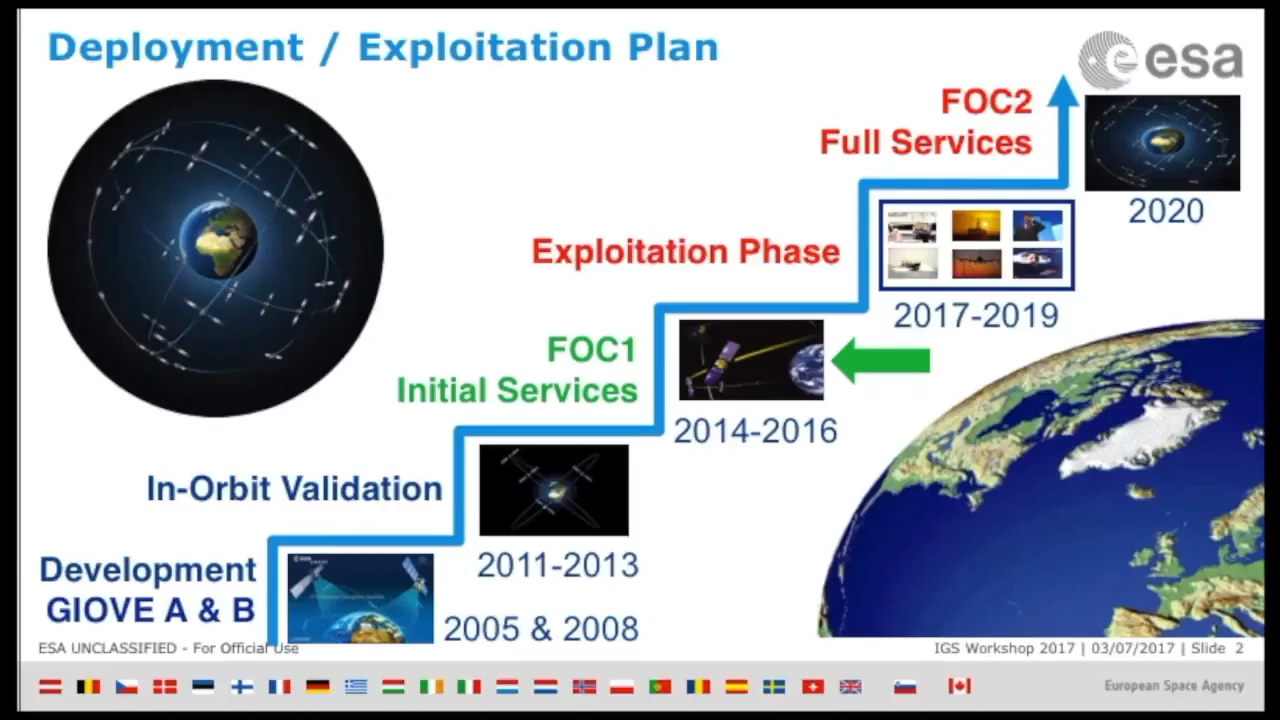 Deployment / Exploitation Plan
esa
FOC2
Full Services
2020
Exploitation Phase
2017-2019
FOC1
Initial Services
2014-2016
In-Orbit Validation
2011-2013
Development
GIOVE A & B
2005 & 2008
ESA UNCLASSIFIED - For Official Use
IGS Workshop 2017 | 03/07/2017 | Slide 2
European Space Agency